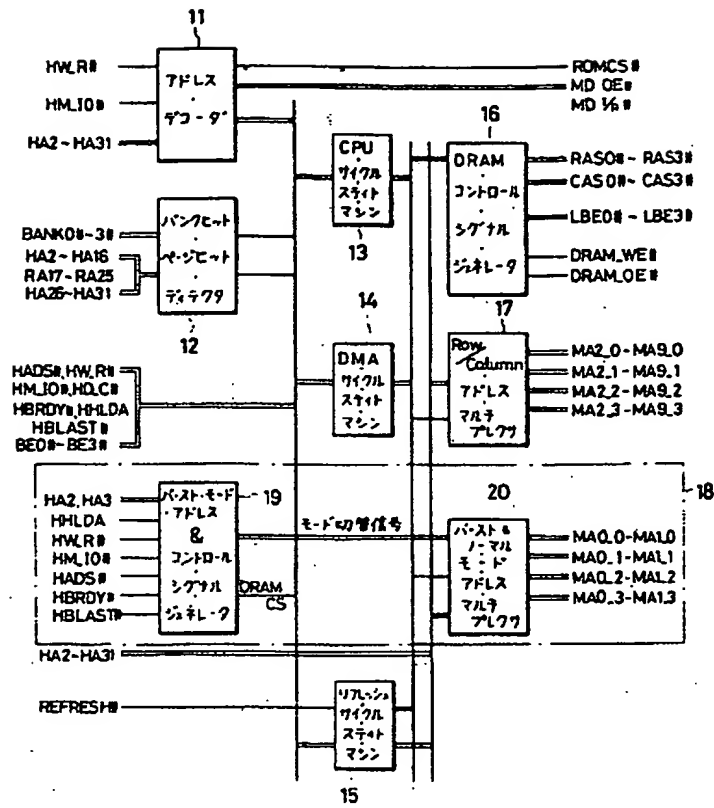 11
HW_R#
HM_IO#
HA2~HA31
アドレス
・
デコーダ
ROMCS#
MD OE#
MD 1/6#
BANK0#~3#
HA2~HA16
RA17~RA25
HA26~HA31
バンクヒット
・
ページヒット
・
ディテクタ
12
CPU
・
サイクル
ステイト
マシン
13
16
DRAM
・
コントロール
・
シグナル
・
ジェネレータ
RAS0#~RAS3#
CAS0#~CAS3#
LBE0#~LBE3#
DRAM_WE#
DRAM_OE#
14
DMA
・
サイクル
ステイト
・
マシン
17
Row/Column
・
アドレス
・
マルチ
プレクサ
MA2_0-MA9_0
MA2_1-MA9_1
MA2_2-MA9_2
MA2_3-MA9_3
HADS#,HW_R#
HM_IO#,HD_C#
HBRDY#,HHLDA
HBLAST#
BE0#~BE3#
18
19
HA2,HA3
HHLDA
HW_R#
HM_IO#
HADS#
HBRDY#
HBLAST#
バースト・モード
・アドレス
&
コントロール
シグナル
ジェネレータ
モード切替信号
DRAM
CS
20
バースト&
ノーマル
モード
・
アドレス
・
マルチ
プレクサ
MA0_0-MA1_0
MA0_1-MA1_1
MA0_2-MA1_2
MA0_3-MA1_3
HA2~HA31
REFRESH#
リフレッシュ
サイクル
ステイト
・
マシン
15